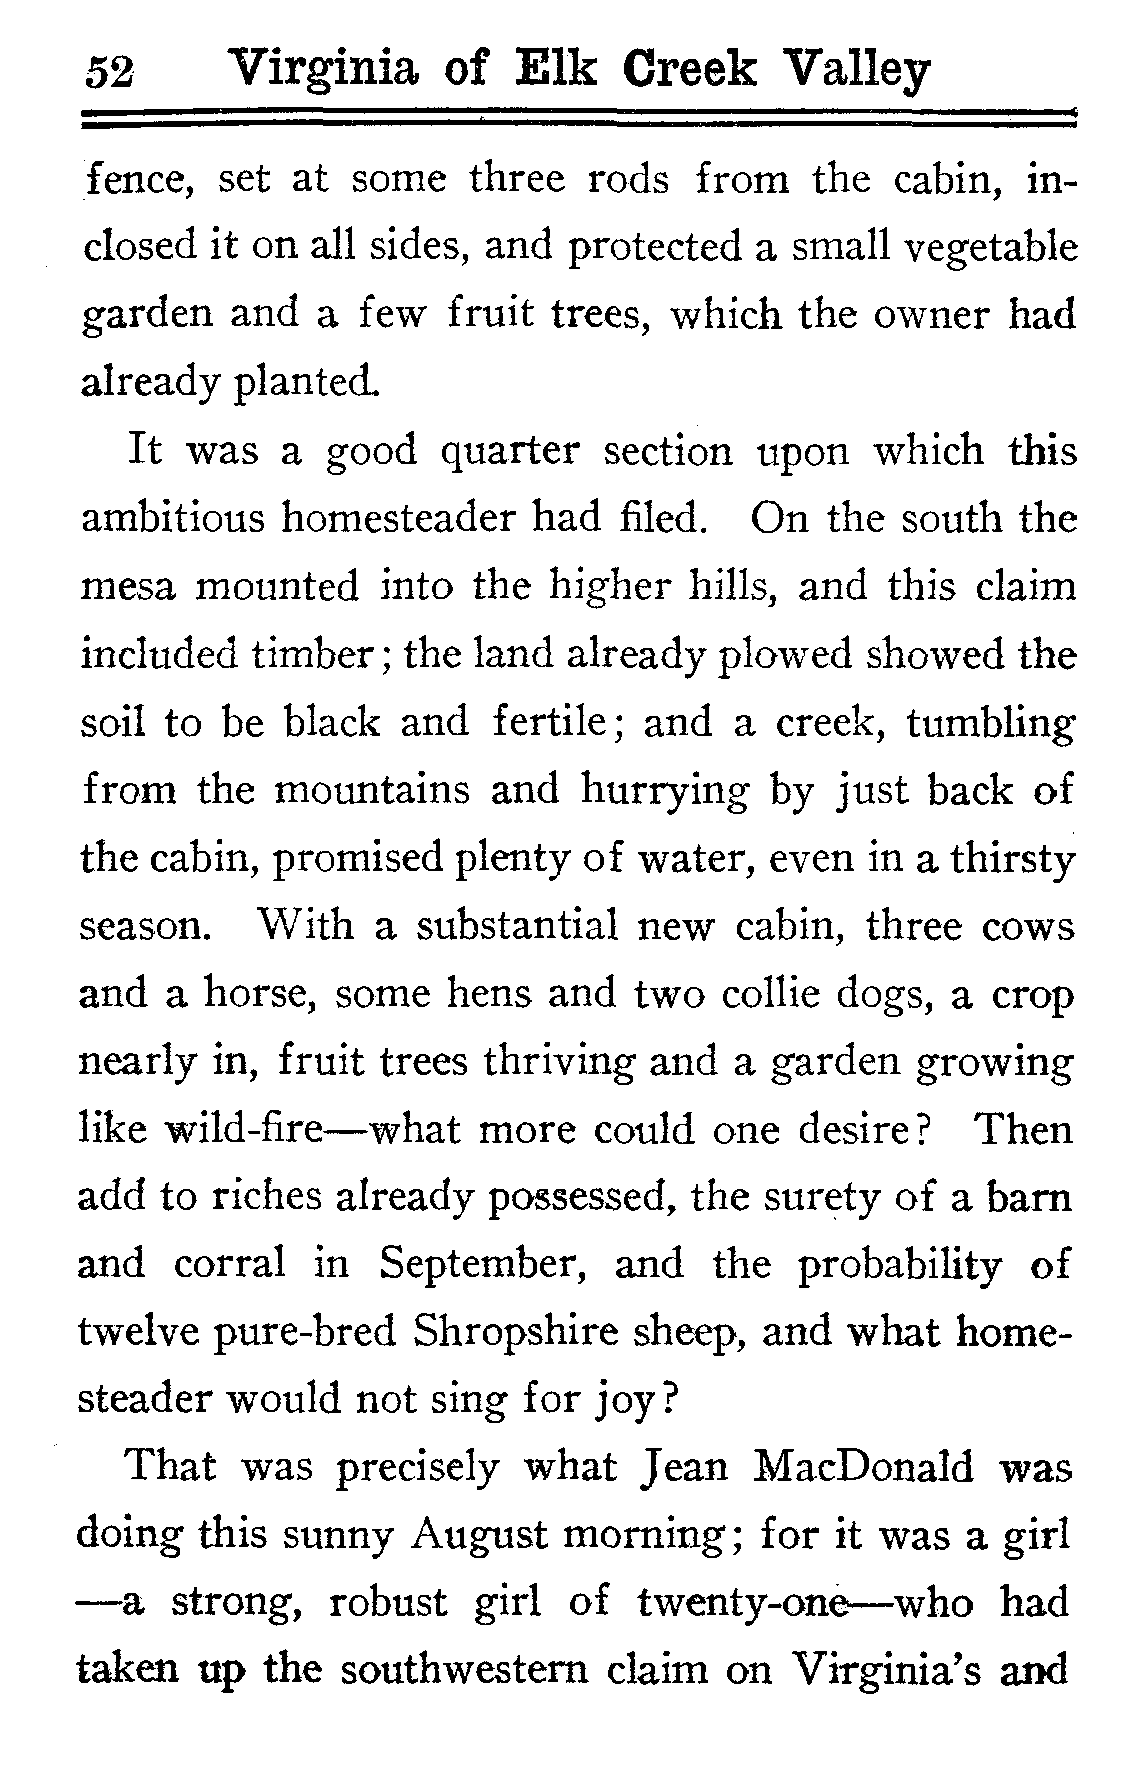 52 Virginia of Elk Creek Valley
fence, set at some three rods from the cabin, in-
closed it on all sides, and protected a small vegetable
garden and a few fruit trees, which the owner had
already planted.
It was a good quarter section upon which this
ambitious homesteader had filed. On the south the
mesa mounted into the higher hills, and this claim
included timber; the land already plowed showed the
soil to be black and fertile; and a creek, tumbling
from the mountains and hurrying by just back of
the cabin, promised plenty of water, even in a thirsty
season. With a substantial new cabin, three cows
and a horse, some hens and two collie dogs, a crop
nearly in, fruit trees thriving and a garden growing
like wild-fire—what more could one desire? Then
add to riches already possessed, the surety of a barn
and corral in September, and the probability of
twelve pure-bred Shropshire sheep, and what home-
steader would not sing for joy?
That was precisely what Jean MacDonald was
doing this sunny August morning; for it was a girl
—a strong, robust girl of twenty-one—who had
taken up the southwestern claim on Virginia's and